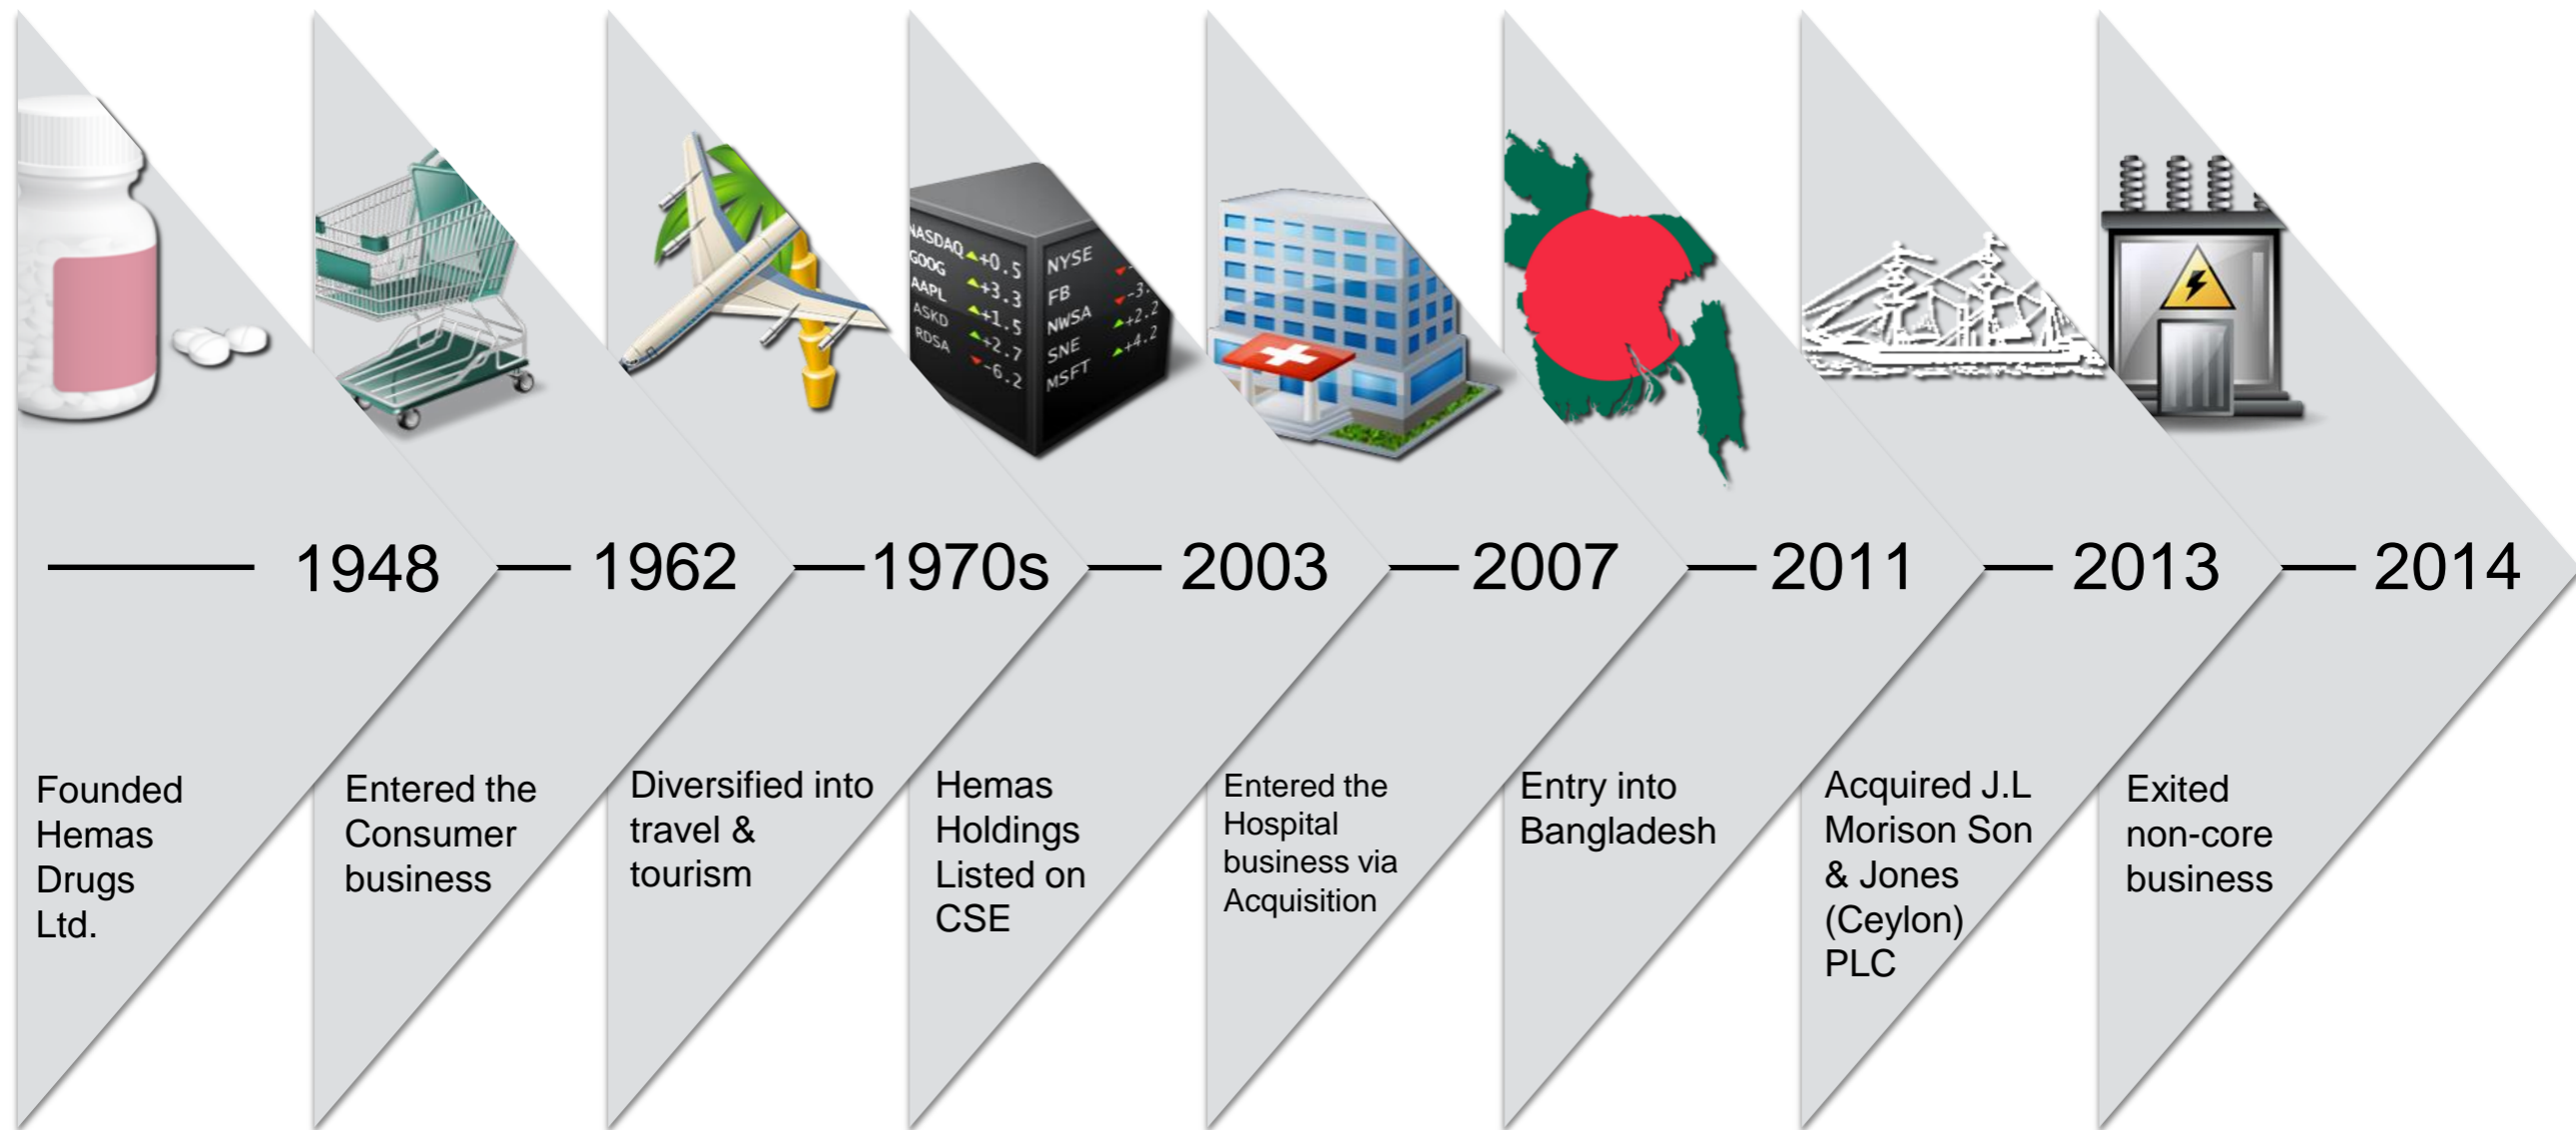 NASDAQ +0.5
GOOG +3.3
AAPL +1.5
ASKD +2.7
RDSA -6.2
NYSE
FB -3.
NWSA +2.2
SNE +4.2
MSFT
1948
1962
1970s
2003
2007
2011
2013
2014
Founded
Hemas
Drugs
Ltd.
Entered the
Consumer
business
Diversified into
travel &
tourism
Hemas
Holdings
Listed on
CSE
Entered the
Hospital
business via
Acquisition
Entry into
Bangladesh
Acquired J.L
Morison Son
& Jones
(Ceylon)
PLC
Exited
non-core
business